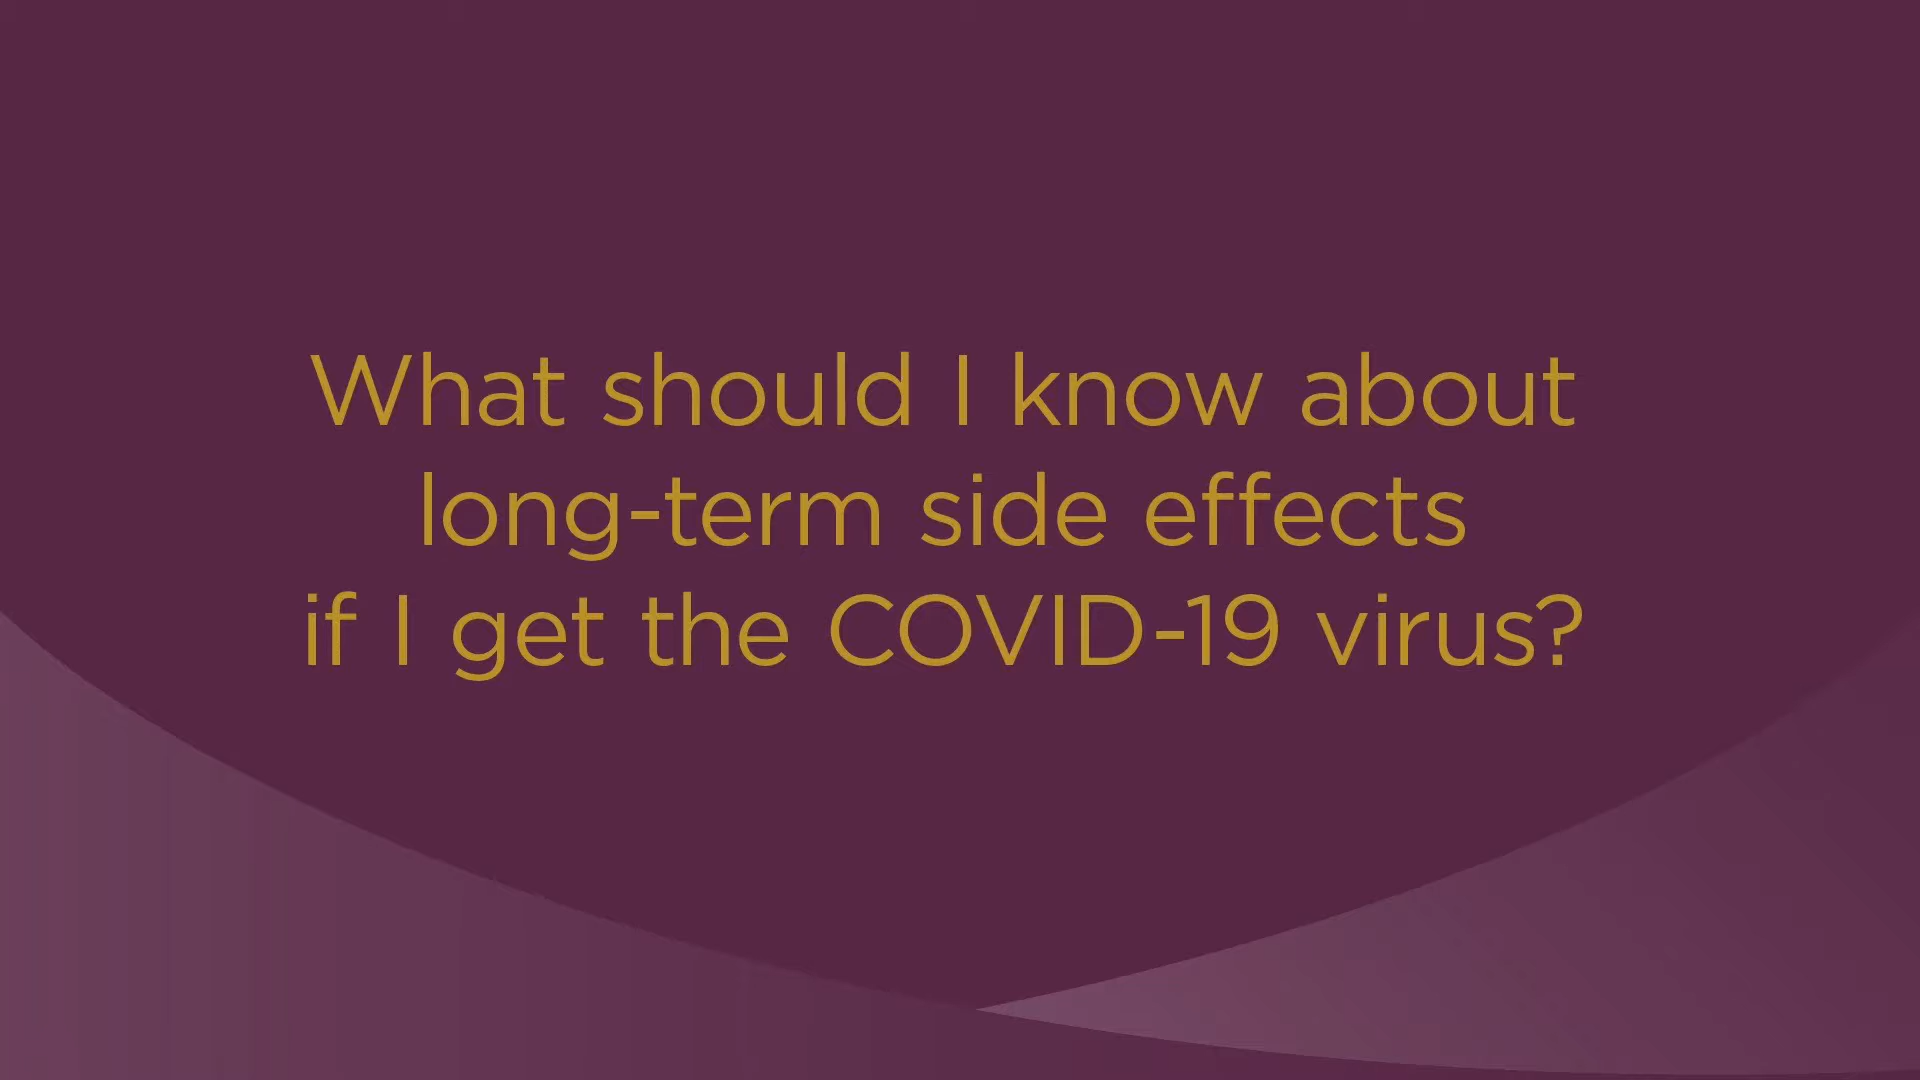 What should I know about
long-term side effects
if I get the COVID-19 virus?